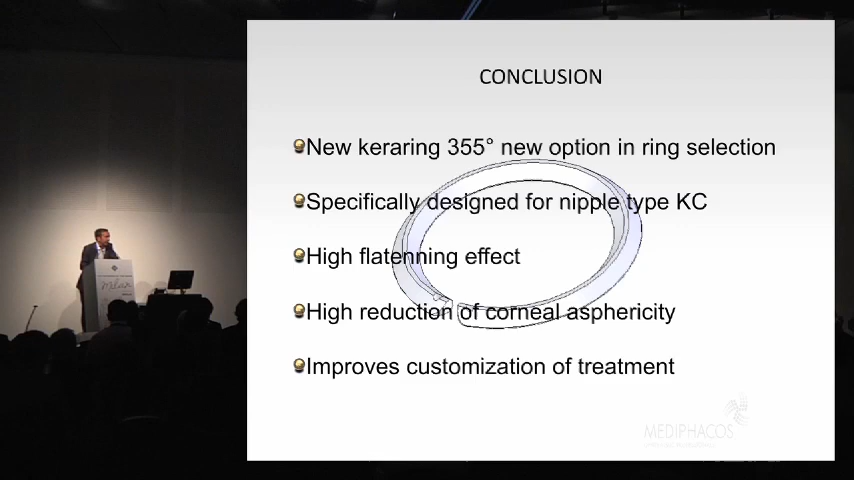 CONCLUSION
New keraring 355° new option in ring selection
Specifically designed for nipple type KC
High flatenning effect
High reduction of corneal asphericity
Improves customization of treatment
MEDIPHACOS
Milan